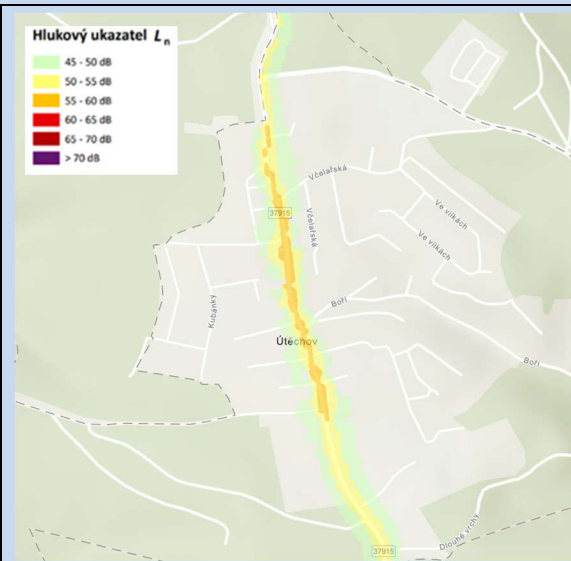 Hlukový ukazatel Ln
45 - 50 dB
50 - 55 dB
55 - 60 dB
60 - 65 dB
65 - 70 dB
> 70 dB
Včelařská
37915
Včelařská
Ve vilkách
Ve vilkách
Kubánky
Boří
Útěchov
Boří
Dlouhé vrchy
37915